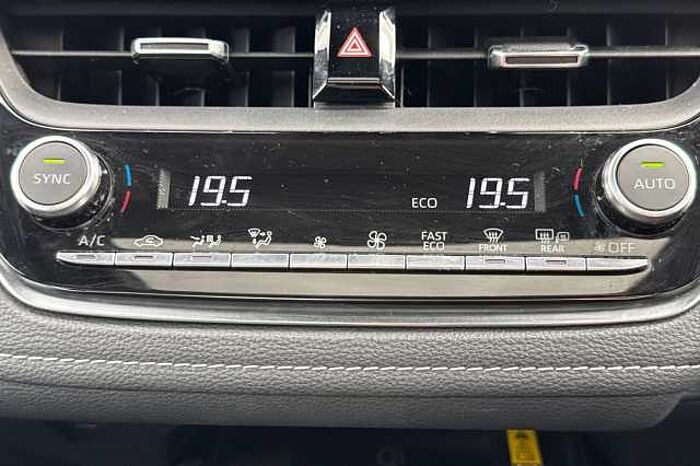 SYNC
19.5
ECO
19.5
AUTO
A/C
FAST
ECO
FRONT
REAR
OFF